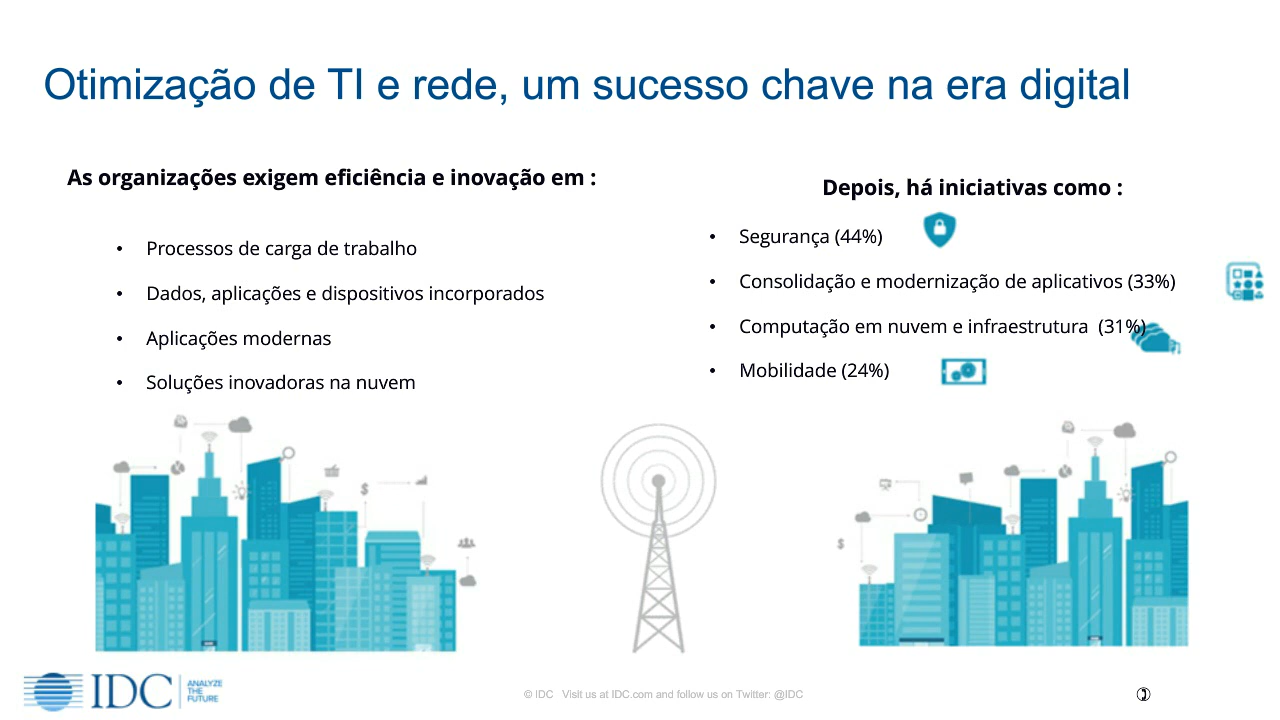 Otimização de TI e rede, um sucesso chave na era digital
As organizações exigem eficiência e inovação em :
• Processos de carga de trabalho
• Dados, aplicações e dispositivos incorporados
• Aplicações modernas
• Soluções inovadoras na nuvem
Depois, há iniciativas como :
• Segurança (44%)
• Consolidação e modernização de aplicativos (33%)
• Computação em nuvem e infraestrutura (31%)
• Mobilidade (24%)
$
$
IDC
ANALYZE
THE
FUTURE
© IDC Visit us at IDC.com and follow us on Twitter: @IDC